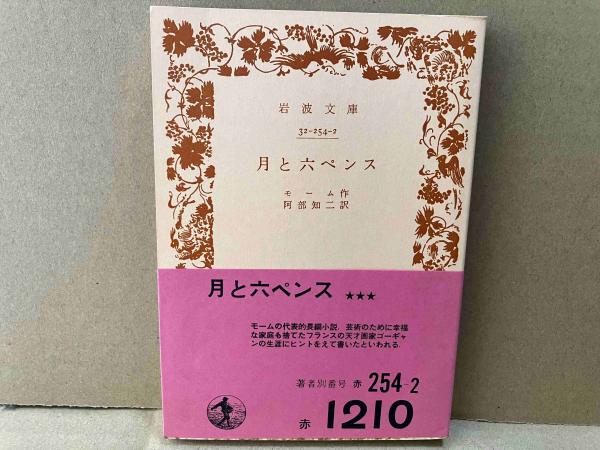 岩波文庫
32-254-2
月と六ペンス
モーム作
阿部知二訳
月と六ペンス ★★★
モームの代表的長編小説．芸術のために幸福
な家庭も捨てたフランスの天才画家ゴーギャ
ンの生涯にヒントをえて書いたといわれる．
著者別番号 赤 254-2
赤 1210